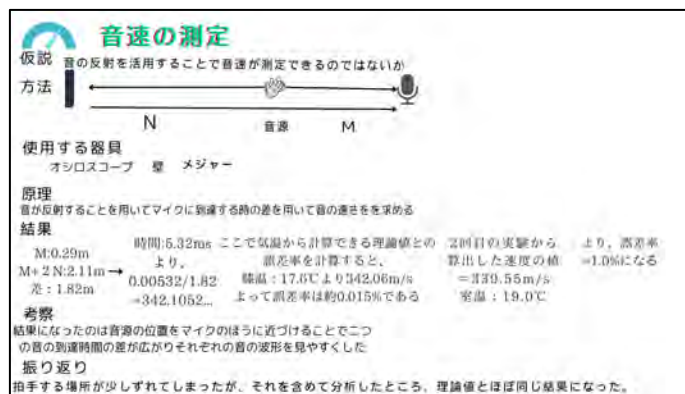 音速の測定
仮説 音の反射を活用することで音速が測定できるのではないか
方法
N 音源 M
使用する器具
オシロスコープ 壁 メジャー
原理
音が反射することを用いてマイクに到達する時の差を用いて音の速さをを求める
結果
M:0.29m
M+2N:2.11m→
差:1.82m
時間:5.32ms
より、
0.00532/1.82
=342.1052...
ここで気温から計算できる理論値との
誤差率を計算すると、
気温:17.6℃より342.06m/s
よって誤差率は約0.015%である
2回目の実験から
算出した速度の値
=339.55m/s
室温:19.0℃
より、誤差率
=1.0%になる
考察
結果になったのは音源の位置をマイクのほうに近づけることで二つ
の音の到達時間の差が広がりそれぞれの音の波形を見やすくした
振り返り
拍手する場所が少しずれてしまったが、それを含めて分析したところ、理論値とほぼ同じ結果になった。